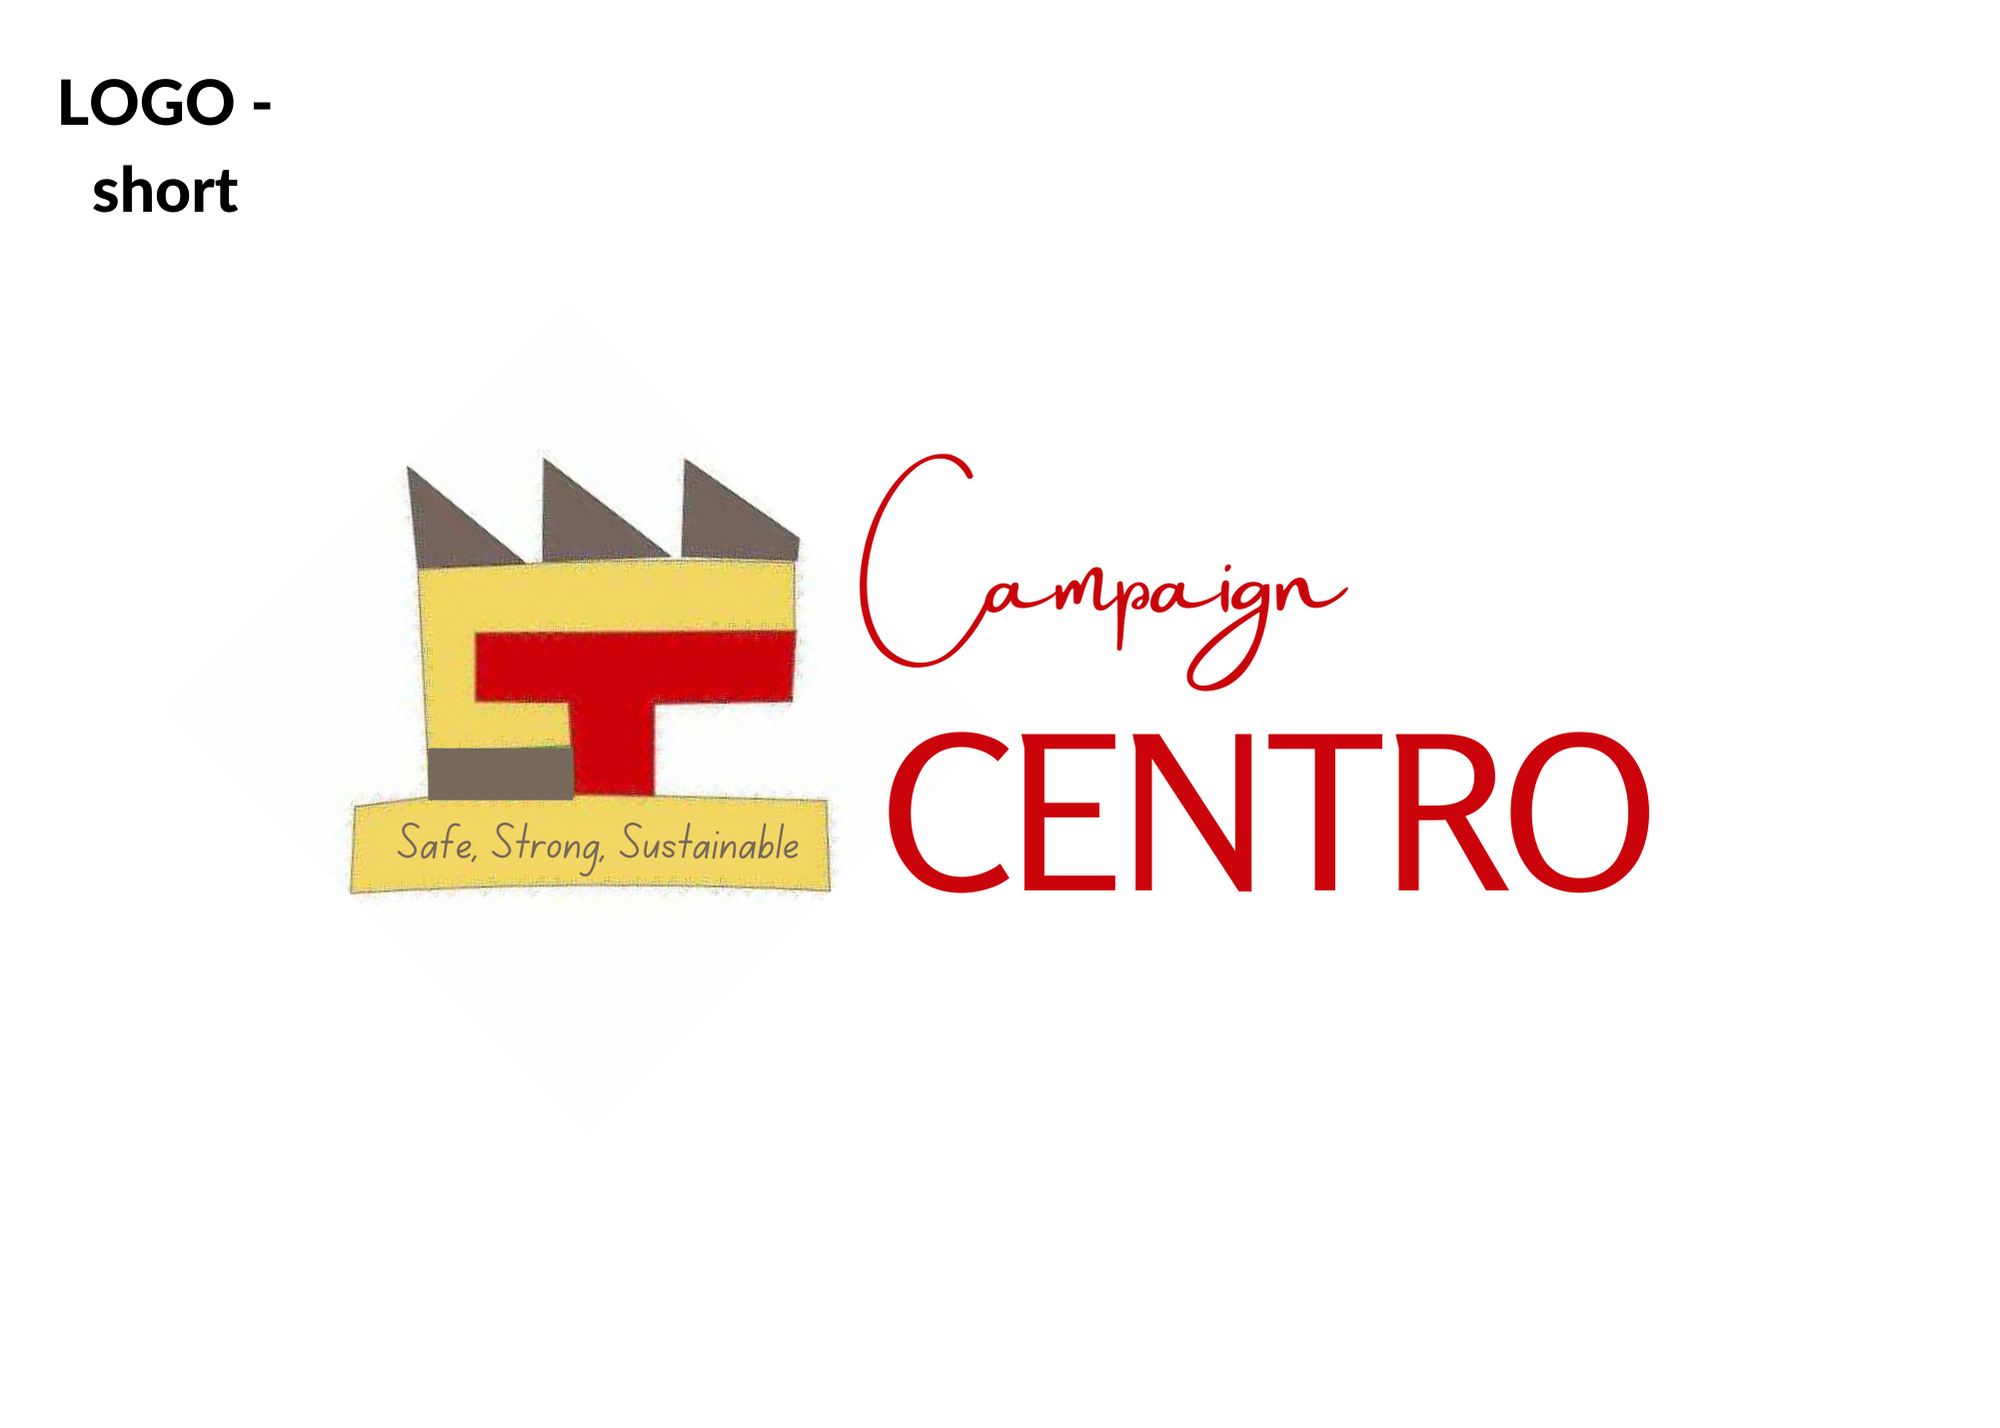 LOGO -
short
Campaign
CENTRO
Safe, Strong, Sustainable